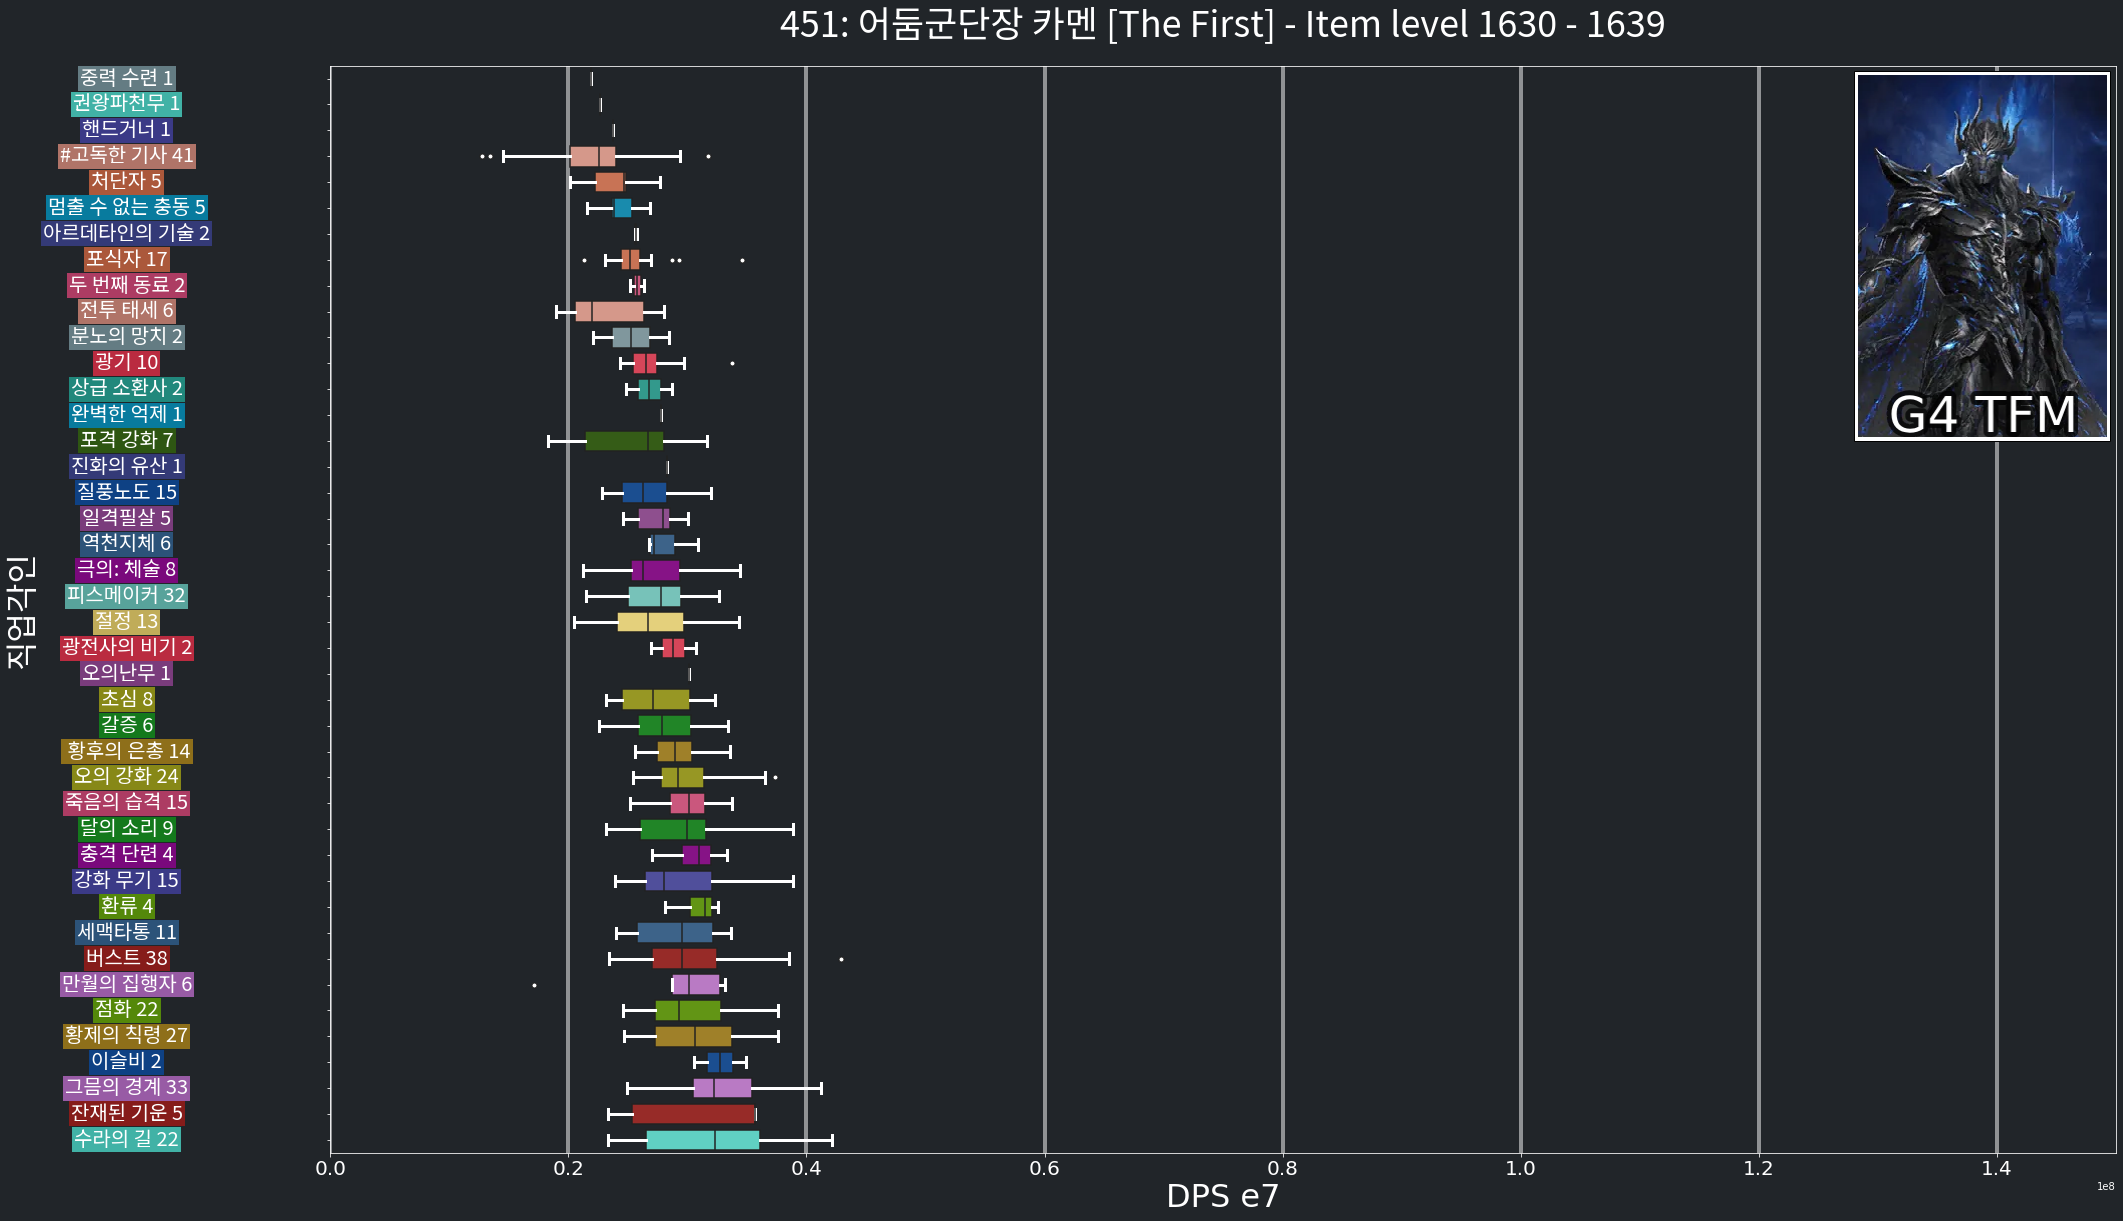 451: 어둠군단장 카멘 [The First] - Item level 1630 - 1639
중력 수련 1
권왕파천무 1
핸드거너 1
#고독한 기사 41
처단자 5
멈출 수 없는 충동 5
아르데타인의 기술 2
포식자 17
두 번째 동료 2
전투 태세 6
분노의 망치 2
광기 10
상급 소환사 2
완벽한 억제 1
포격 강화 7
진화의 유산 1
질풍노도 15
일격필살 5
역천지체 6
극의: 체술 8
피스메이커 32
절정 13
광전사의 비기 2
오의난무 1
초심 8
갈증 6
황후의 은총 14
오의 강화 24
죽음의 습격 15
달의 소리 9
충격 단련 4
강화 무기 15
환류 4
세맥타통 11
버스트 38
만월의 집행자 6
점화 22
황제의 칙령 27
이슬비 2
그믐의 경계 33
잔재된 기운 5
수라의 길 22
직업각인
G4 TFM
0.0 0.2 0.4 0.6 0.8 1.0 1.2 1.4
1e8
DPS e7